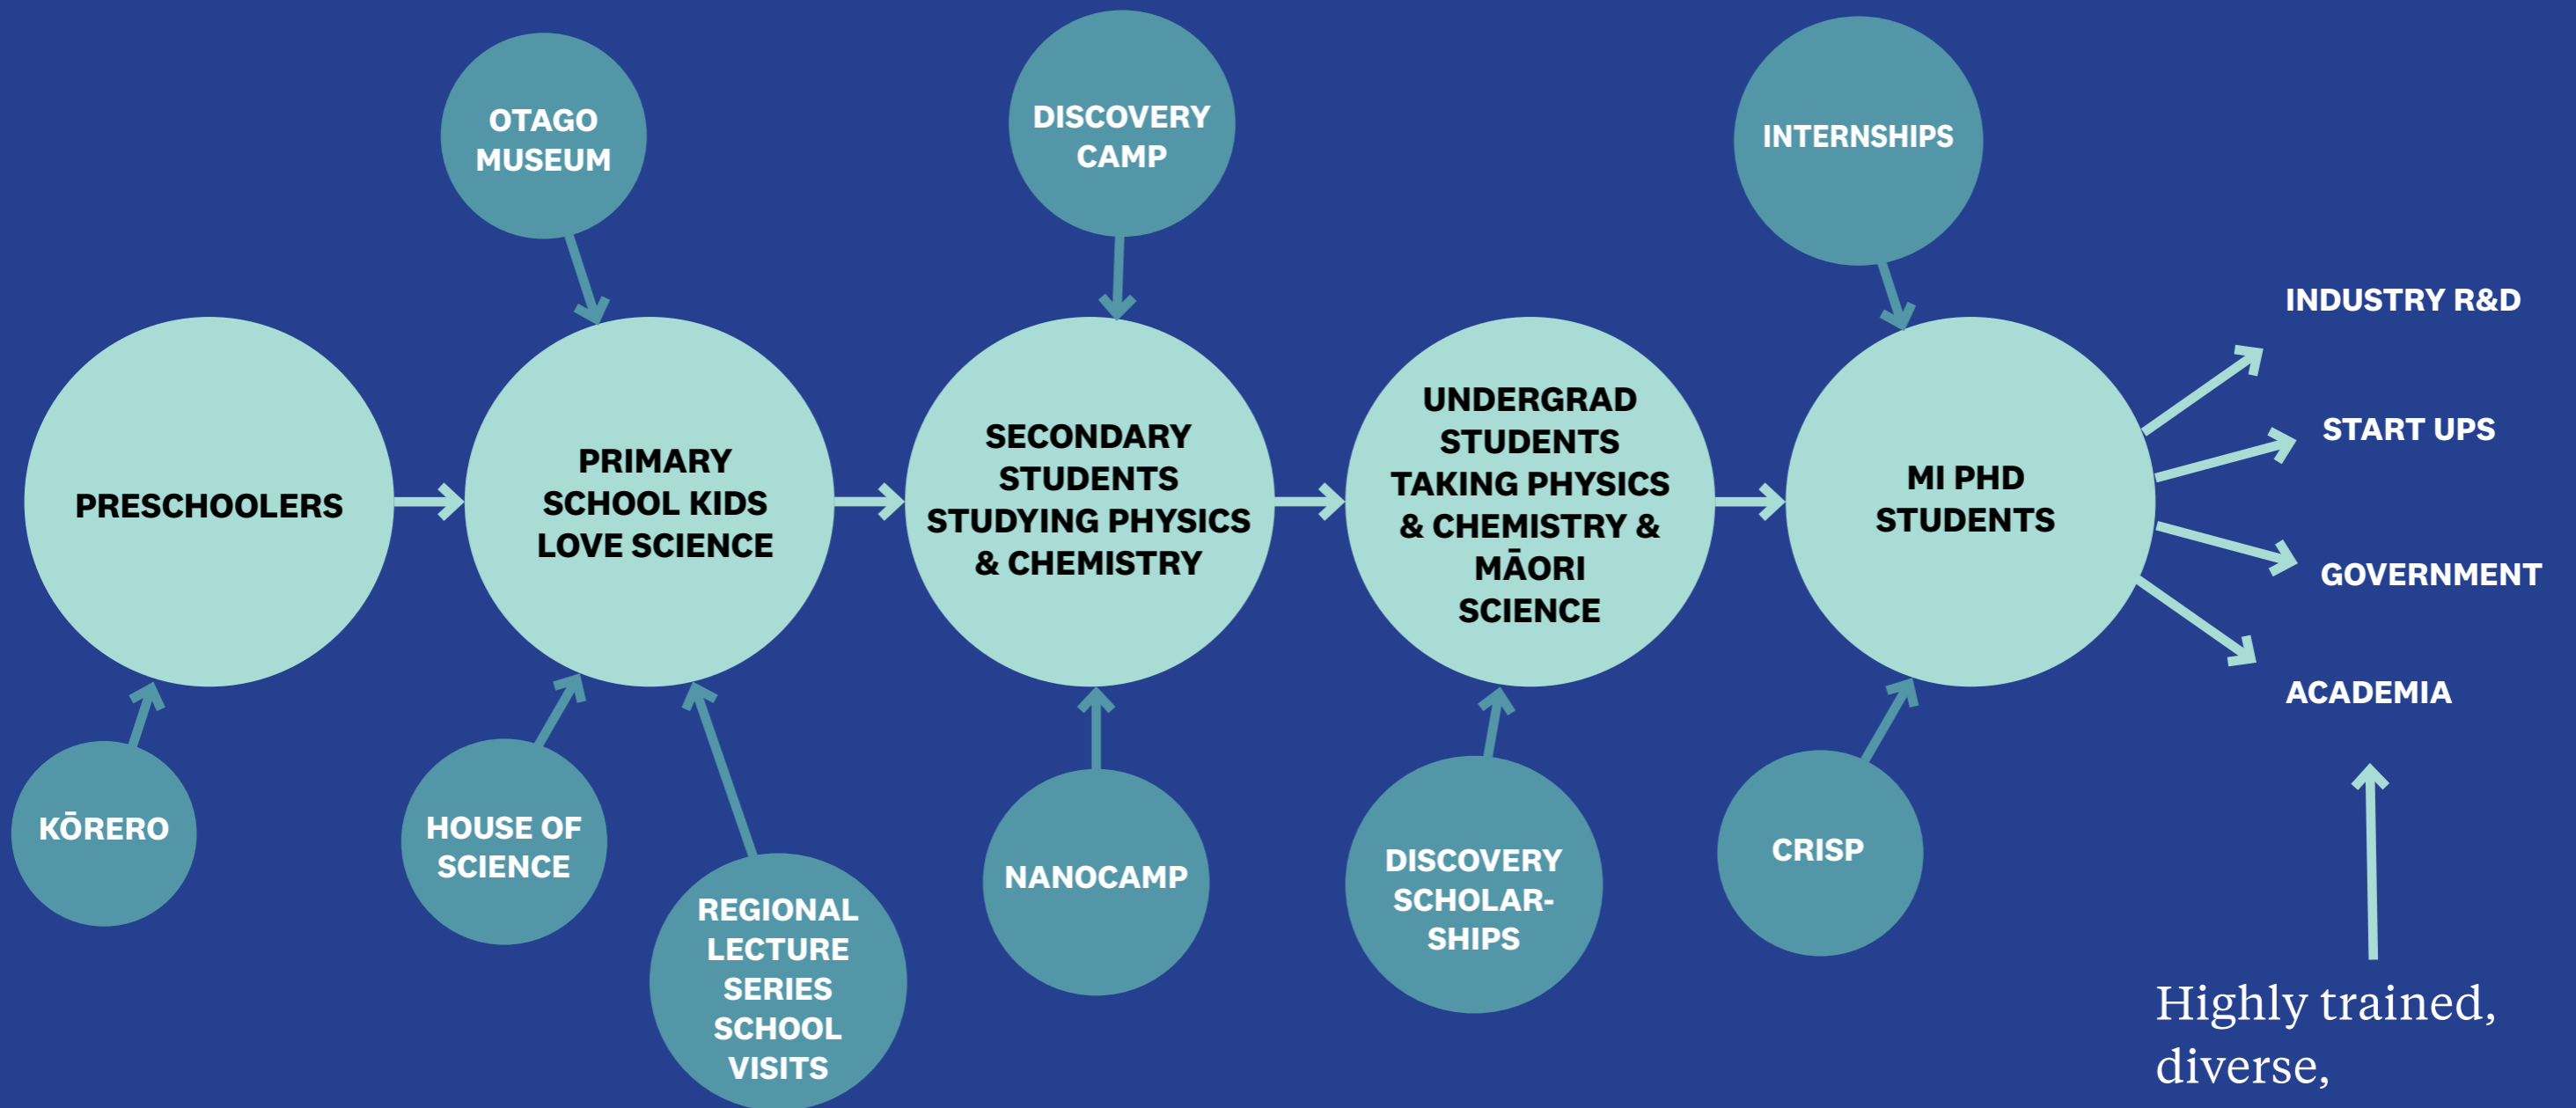 OTAGO
MUSEUM
DISCOVERY
CAMP
INTERNSHIPS
PRESCHOOLERS
PRIMARY
SCHOOL KIDS
LOVE SCIENCE
SECONDARY
STUDENTS
STUDYING PHYSICS
& CHEMISTRY
UNDERGRAD
STUDENTS
TAKING PHYSICS
& CHEMISTRY &
MĀORI
SCIENCE
MI PHD
STUDENTS
INDUSTRY R&D
START UPS
GOVERNMENT
ACADEMIA
KŌRERO
HOUSE OF
SCIENCE
REGIONAL
LECTURE
SERIES
SCHOOL
VISITS
NANOCAMP
DISCOVERY
SCHOLAR-
SHIPS
CRISP
Highly trained,
diverse,